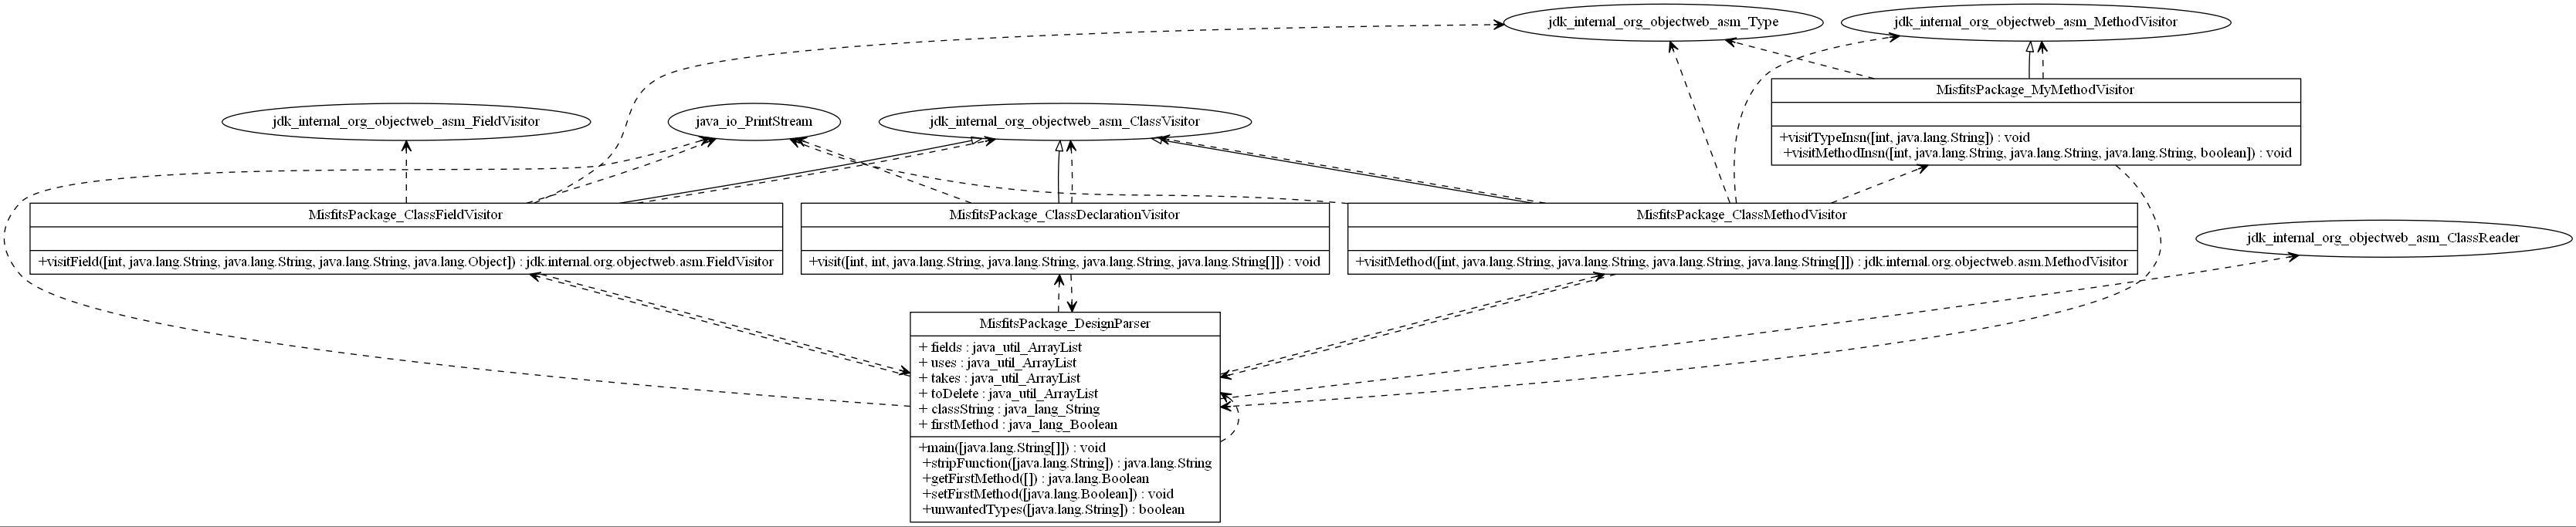 jdk_internal_org_objectweb_asm_Type
jdk_internal_org_objectweb_asm_MethodVisitor
MisfitsPackage_MyMethodVisitor
+visitTypeInsn([int, java.lang.String]) : void
+visitMethodInsn([int, java.lang.String, java.lang.String, java.lang.String, boolean]) : void
jdk_internal_org_objectweb_asm_FieldVisitor
java_io_PrintStream
jdk_internal_org_objectweb_asm_ClassVisitor
MisfitsPackage_ClassFieldVisitor
+visitField([int, java.lang.String, java.lang.String, java.lang.String, java.lang.Object]) : jdk.internal.org.objectweb.asm.FieldVisitor
MisfitsPackage_ClassDeclarationVisitor
+visit([int, int, java.lang.String, java.lang.String, java.lang.String, java.lang.String[]]) : void
MisfitsPackage_ClassMethodVisitor
+visitMethod([int, java.lang.String, java.lang.String, java.lang.String, java.lang.String[]]) : jdk.internal.org.objectweb.asm.MethodVisitor
jdk_internal_org_objectweb_asm_ClassReader
MisfitsPackage_DesignParser
+ fields : java_util_ArrayList
+ uses : java_util_ArrayList
+ takes : java_util_ArrayList
+ toDelete : java_util_ArrayList
+ classString : java_lang_String
+ firstMethod : java_lang_Boolean
+main([java.lang.String[]]) : void
+stripFunction([java.lang.String]) : java.lang.String
+getFirstMethod([]) : java.lang.Boolean
+setFirstMethod([java.lang.Boolean]) : void
+unwantedTypes([java.lang.String]) : boolean